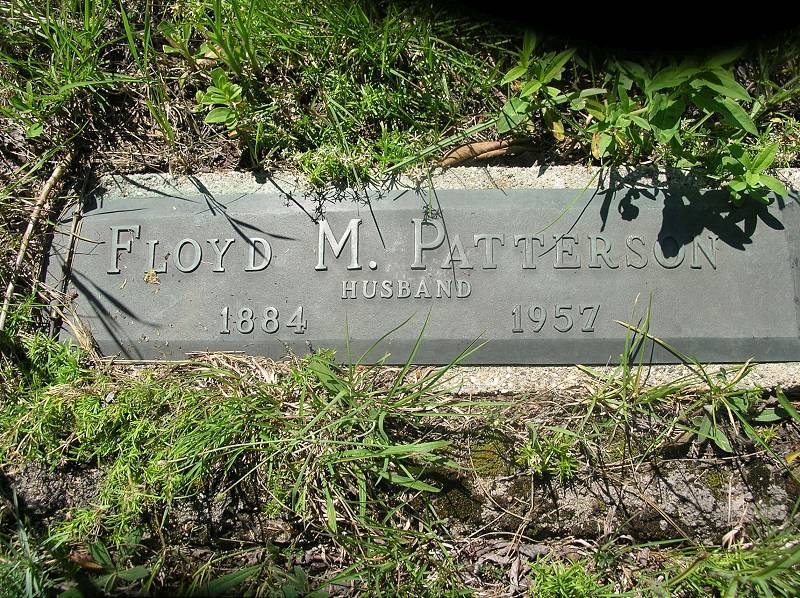 Floyd M. Patterson
HUSBAND
1884 1957